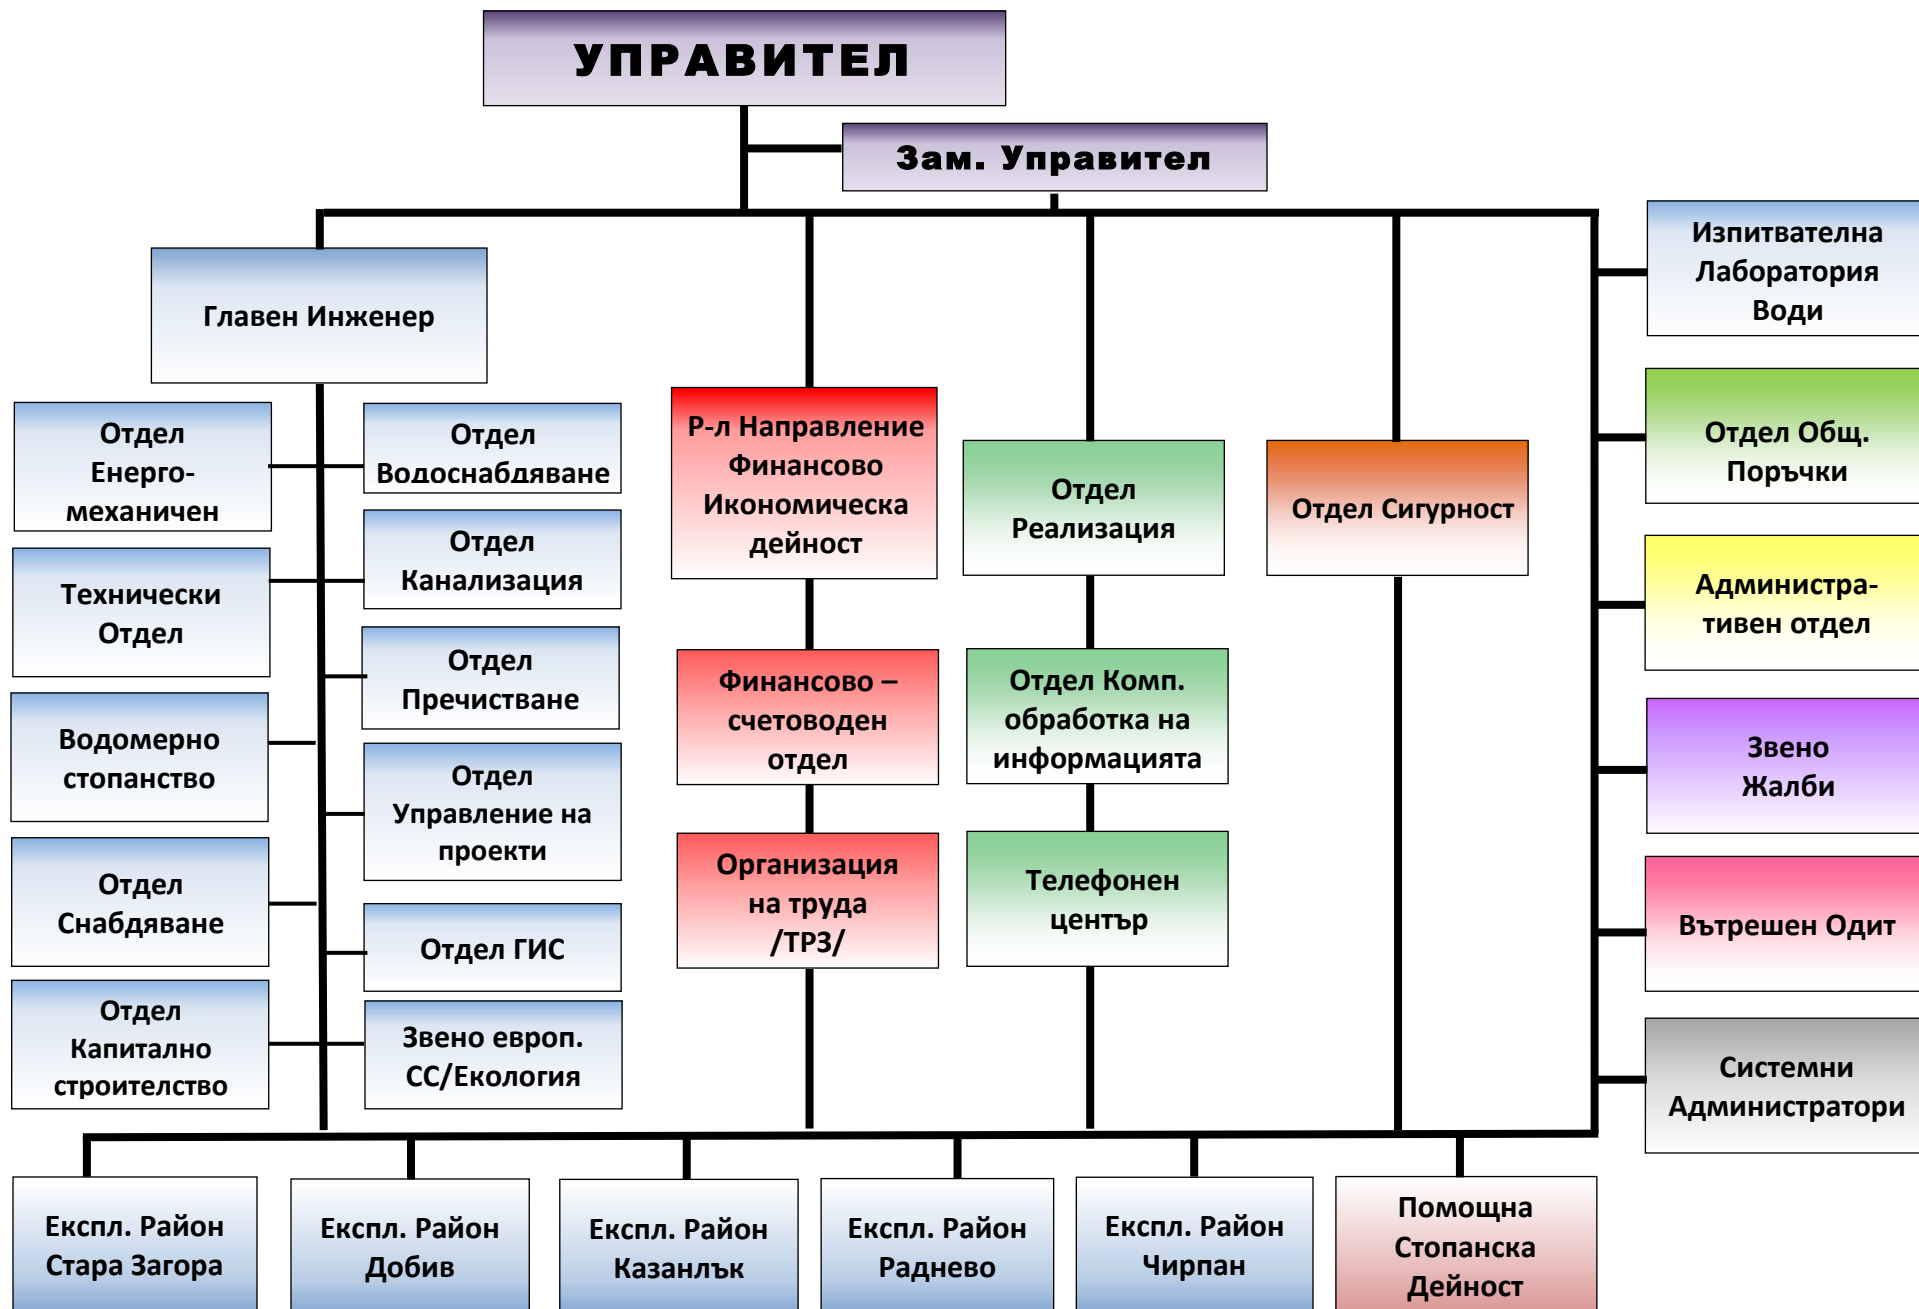 УПРАВИТЕЛ
Зам. Управител
Главен Инженер
Отдел
Енерго-
механичен
Технически
Отдел
Водомерно
стопанство
Отдел
Снабдяване
Отдел
Капитално
строителство
Отдел
Водоснабдяване
Отдел
Канализация
Отдел
Пречистване
Отдел
Управление на
проекти
Отдел ГИС
Звено европ.
СС/Екология
Р-л Направление
Финансово
Икономическа
дейност
Финансово –
счетоводен
отдел
Организация
на труда
/ТРЗ/
Отдел
Реализация
Отдел Комп.
обработка на
информацията
Телефонен
център
Отдел Сигурност
Изпитвателна
Лаборатория
Води
Отдел Общ.
Поръчки
Администра-
тивен отдел
Звено
Жалби
Вътрешен Одит
Системни
Администратори
Експл. Район
Стара Загора
Експл. Район
Добив
Експл. Район
Казанлък
Експл. Район
Раднево
Експл. Район
Чирпан
Помощна
Стопанска
Дейност